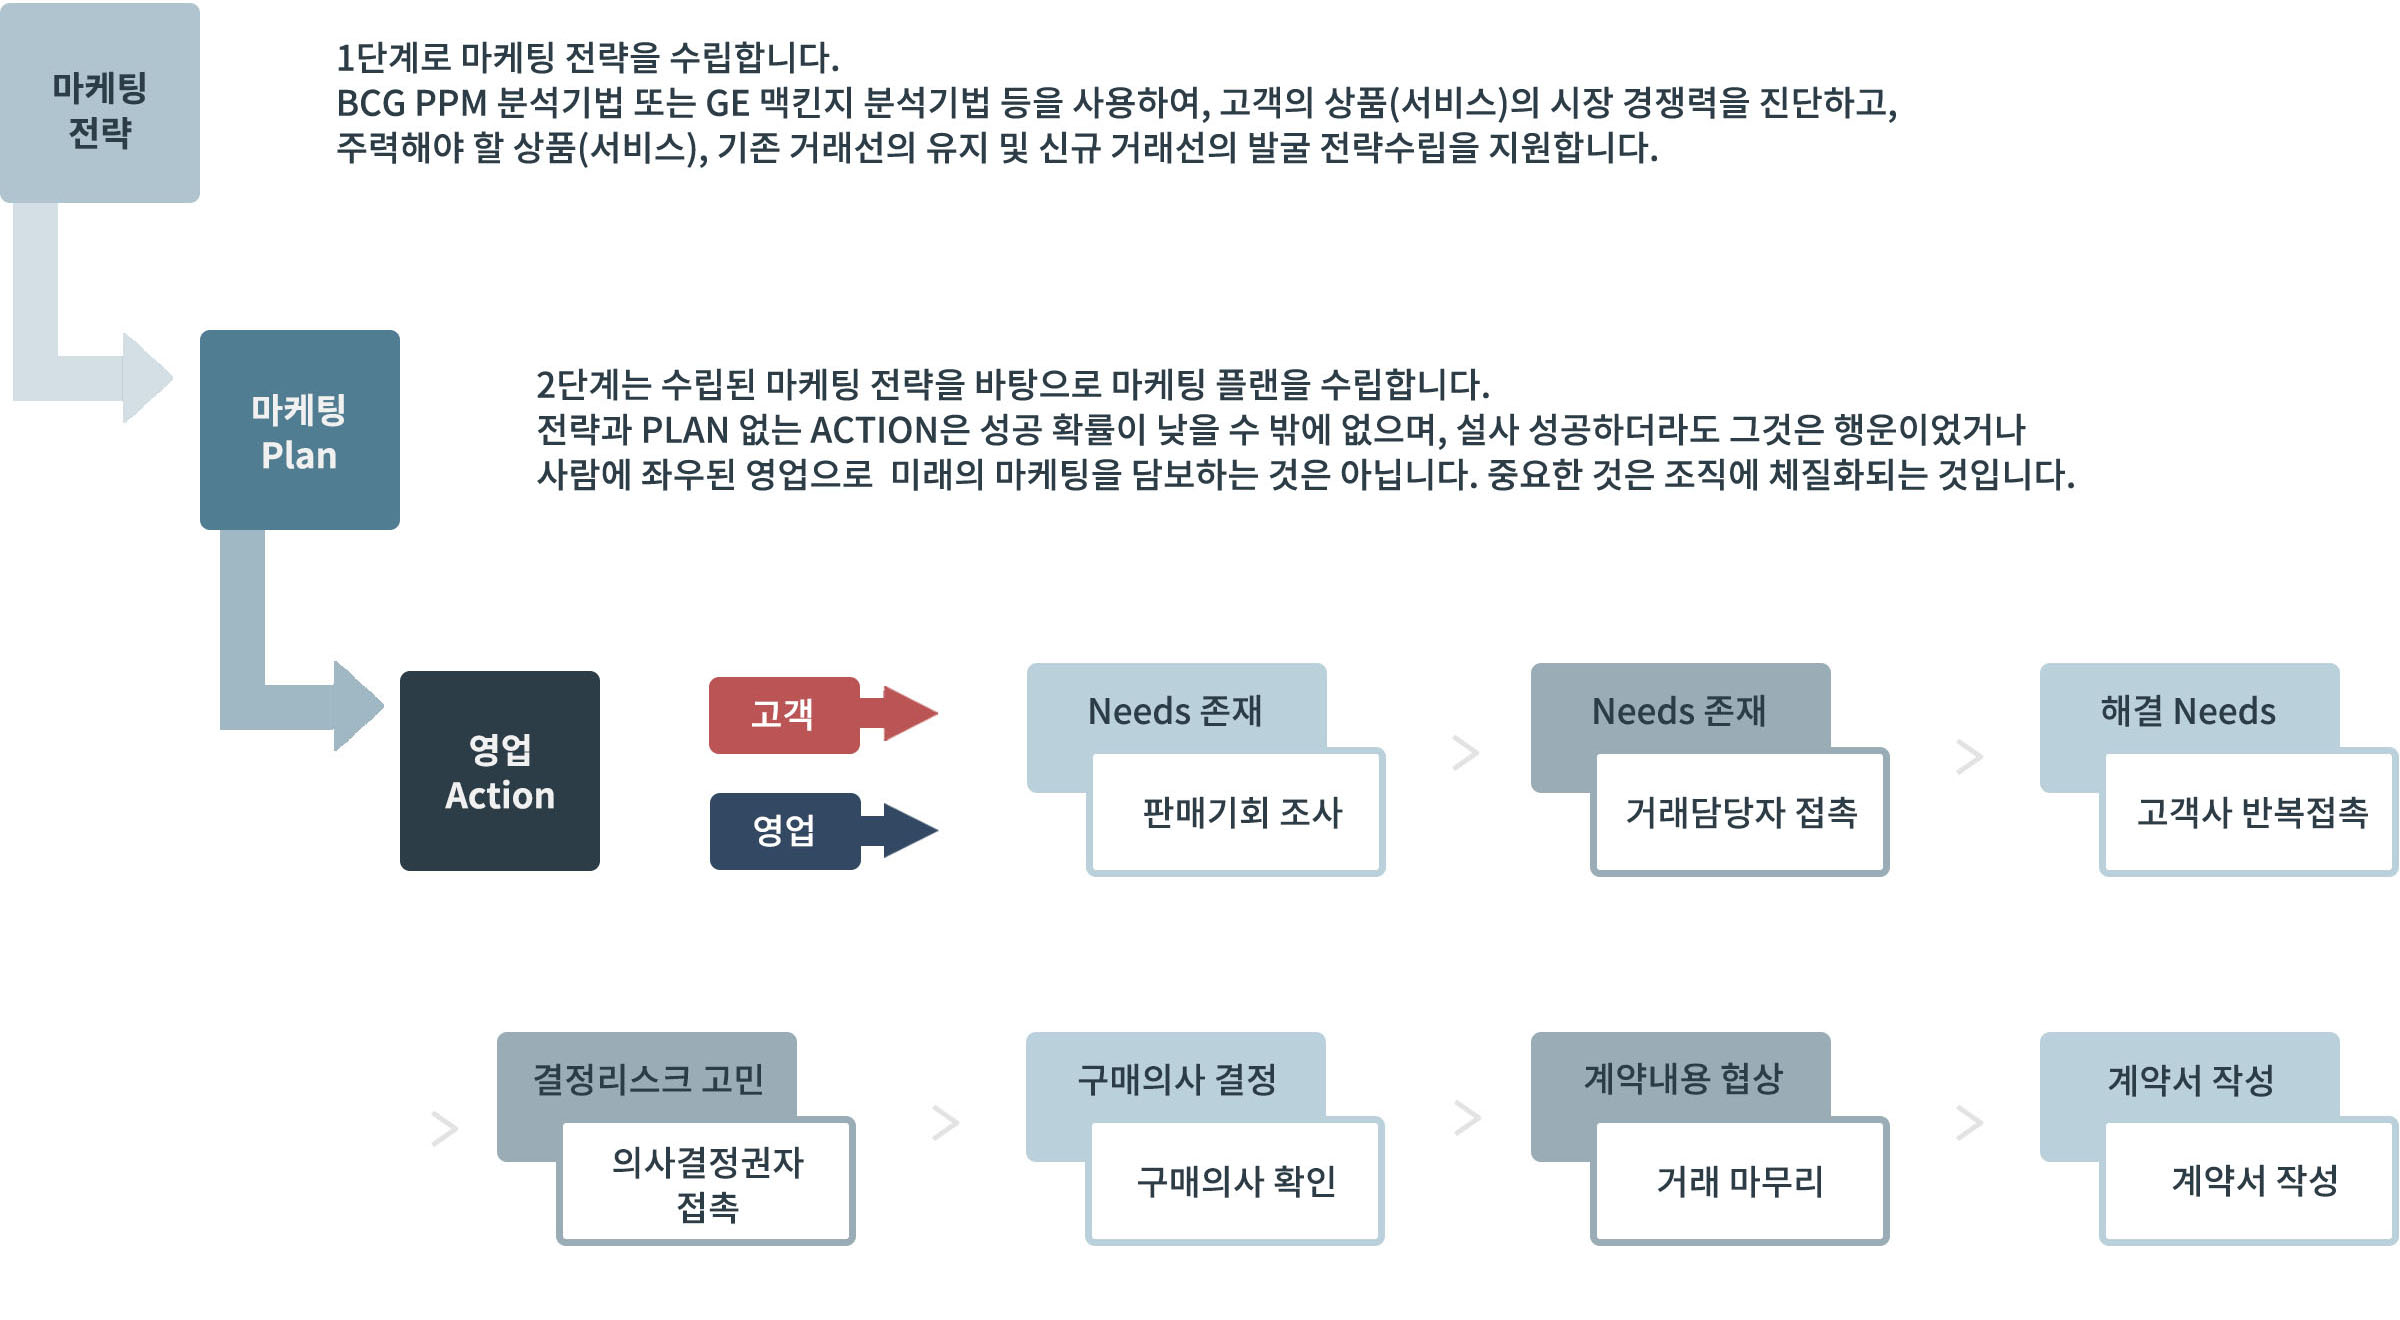 마케팅
전략
1단계로 마케팅 전략을 수립합니다.
BCG PPM 분석기법 또는 GE 맥킨지 분석기법 등을 사용하여, 고객의 상품(서비스)의 시장 경쟁력을 진단하고,
주력해야 할 상품(서비스), 기존 거래선의 유지 및 신규 거래선의 발굴 전략수립을 지원합니다.
마케팅
Plan
2단계는 수립된 마케팅 전략을 바탕으로 마케팅 플랜을 수립합니다.
전략과 PLAN 없는 ACTION은 성공 확률이 낮을 수 밖에 없으며, 설사 성공하더라도 그것은 행운이었거나
사람에 좌우된 영업으로  미래의 마케팅을 담보하는 것은 아닙니다. 중요한 것은 조직에 체질화되는 것입니다.
영업
Action
고객
영업
Needs 존재
판매기회 조사
Needs 존재
거래담당자 접촉
해결 Needs
고객사 반복접촉
결정리스크 고민
의사결정권자
접촉
구매의사 결정
구매의사 확인
계약내용 협상
거래 마무리
계약서 작성
계약서 작성